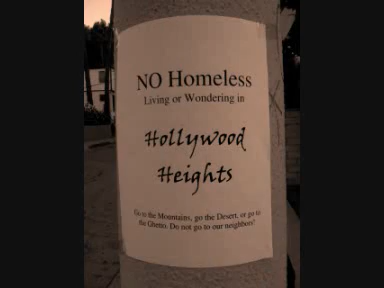 NO Homeless
Living or Wondering in
Hollywood
Heights
Go to the Mountains, go the Desert, or go to
the Ghetto. Do not go to our neighbors!